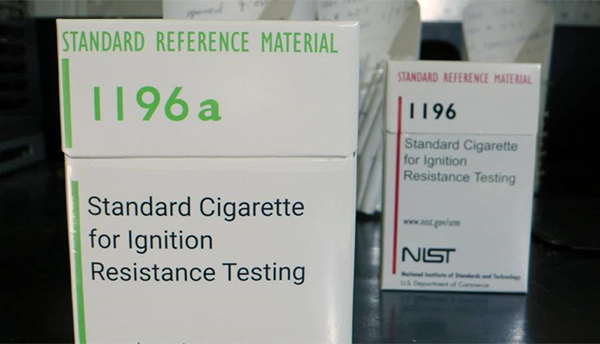 STANDARD REFERENCE MATERIAL
1196a
Standard Cigarette
for Ignition
Resistance Testing
STANDARD REFERENCE MATERIAL
1196
Standard Cigarette
for Ignition
Resistance Testing
www.nist.gov/srm
NIST
National Institute of Standards and Technology
U.S. Department of Commerce